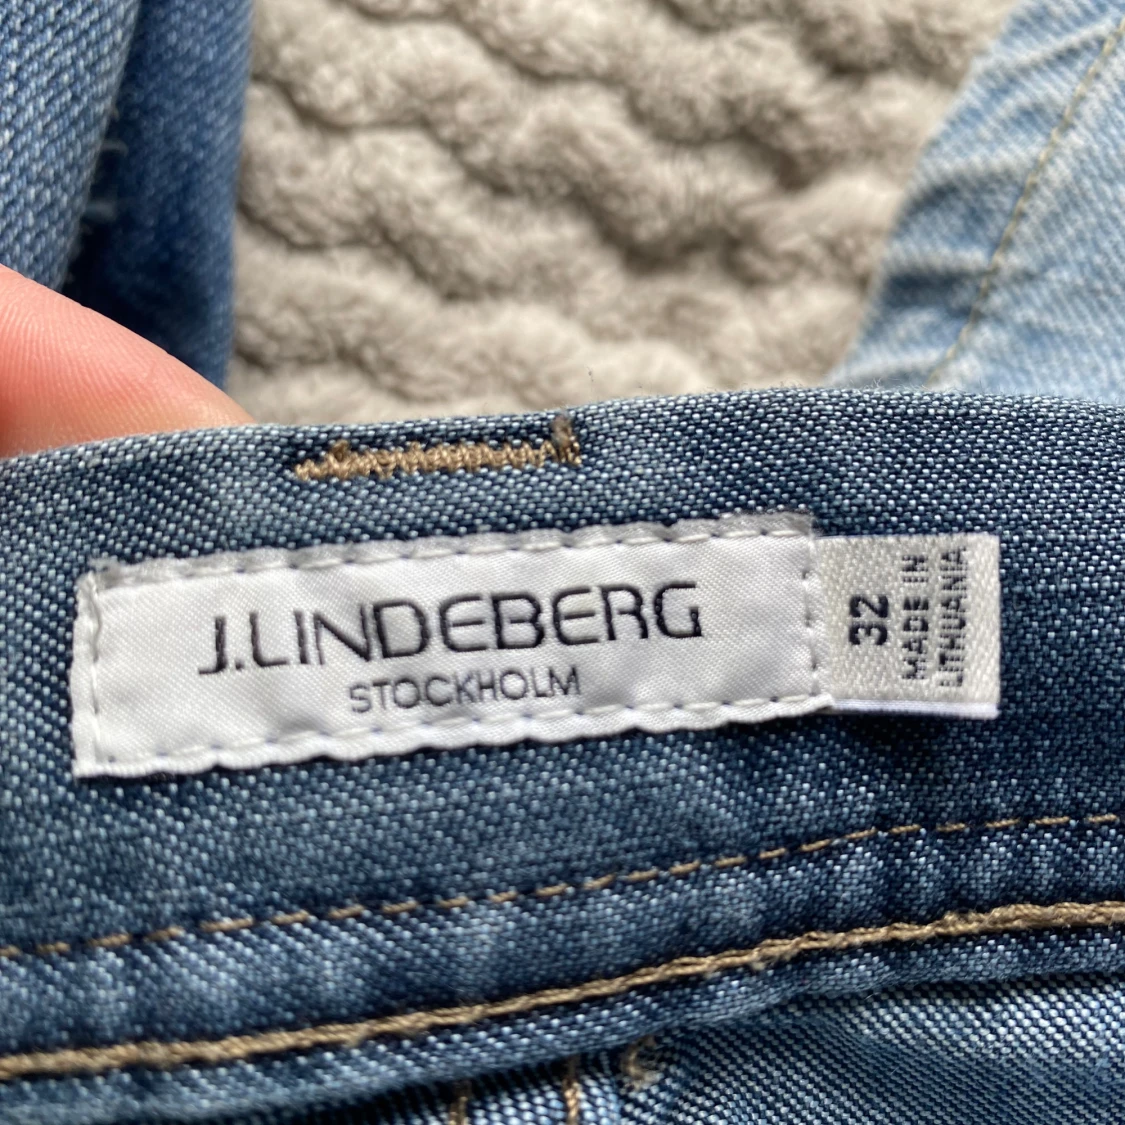 J.LINDEBERG
STOCKHOLM
32
MADE IN
LITHUANIA